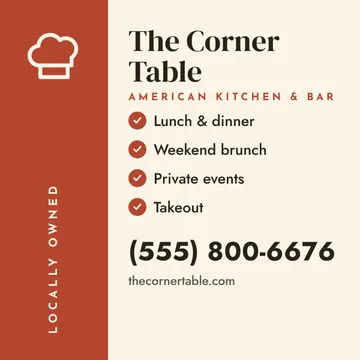 The Corner
Table
AMERICAN KITCHEN & BAR
Lunch & dinner
Weekend brunch
Private events
Takeout
(555) 800-6676
thecornertable.com
LOCALLY OWNED